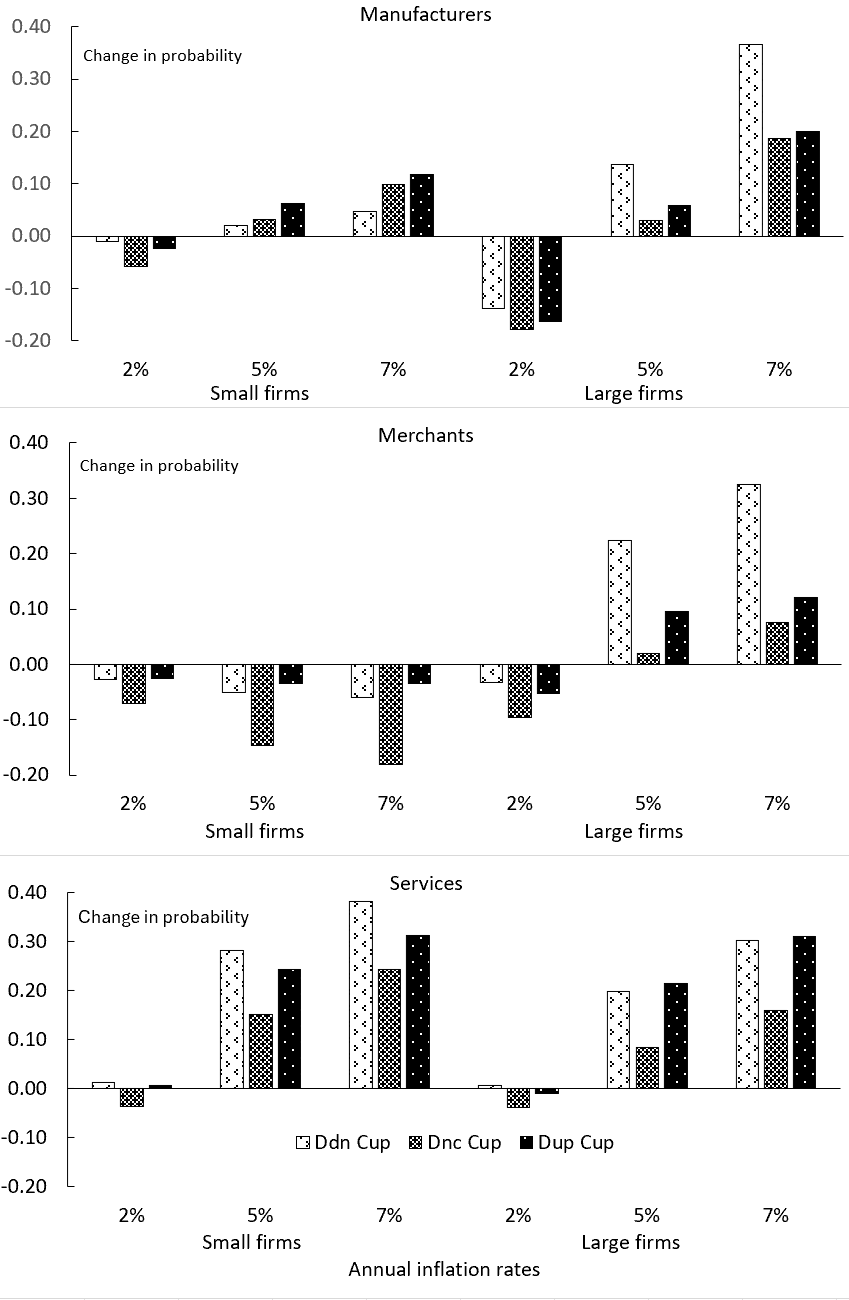 Manufacturers
0.40
Change in probability
0.30
0.20
0.10
0.00
-0.10
-0.20
2% 5% 7% 2% 5% 7%
Small firms Large firms
Merchants
0.40
Change in probability
0.30
0.20
0.10
0.00
-0.10
-0.20
2% 5% 7% 2% 5% 7%
Small firms Large firms
Services
0.40
Change in probability
0.30
0.20
0.10
0.00
-0.10
Ddn Cup Dnc Cup Dup Cup
-0.20
2% 5% 7% 2% 5% 7%
Small firms Large firms
Annual inflation rates